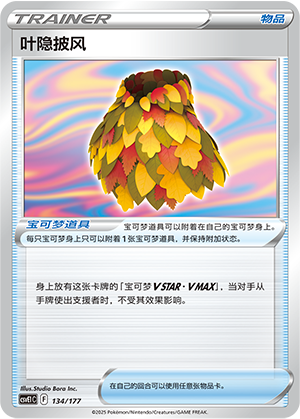 TRAINER 物品
叶隐披风
宝可梦道具 宝可梦道具可以附着在自己的宝可梦身上。
每只宝可梦身上只可以附着1张宝可梦道具,并保持附加状态。
身上放有这张卡牌的「宝可梦VSTAR・VMAX」,当对手从
手牌使出支援者时,不受其效果影响。
Illus.Studio Bora Inc.
F 134/177
在自己的回合可以使用任意张物品卡。
©2025 Pokémon/Nintendo/Creatures/GAME FREAK.